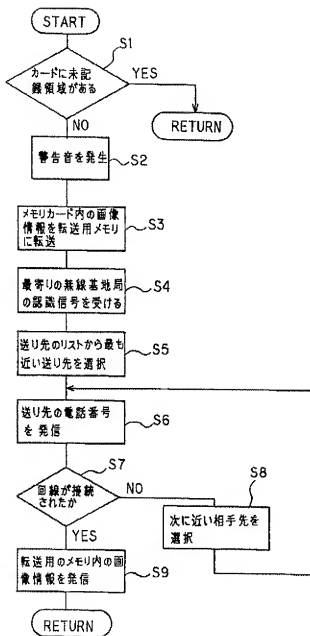 START
S1
カードに未記
録領域がある
YES
RETURN
NO
警告音を発生
S2
メモリカード内の画像
情報を転送用メモリ
に転送
S3
最寄りの無線基地局
の認識信号を受ける
S4
送り先のリストから最も
近い送り先を選択
S5
送り先の電話番号
を発信
S6
S7
回線が接続
されたか
NO
S8
次に近い相手先を
選択
YES
転送用のメモリ内の画
像情報を発信
S9
RETURN